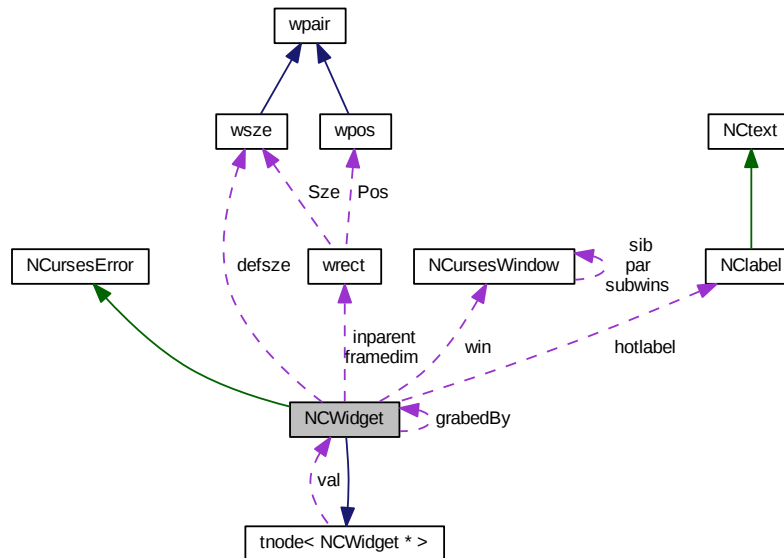 wpair
wsze
wpos
NCtext
Sze
Pos
NCursesError
defsze
wrect
NCursesWindow
sib
par
subwins
NClabel
inparent
framedim
win
hotlabel
NCWidget
grabedBy
val
tnode< NCWidget * >